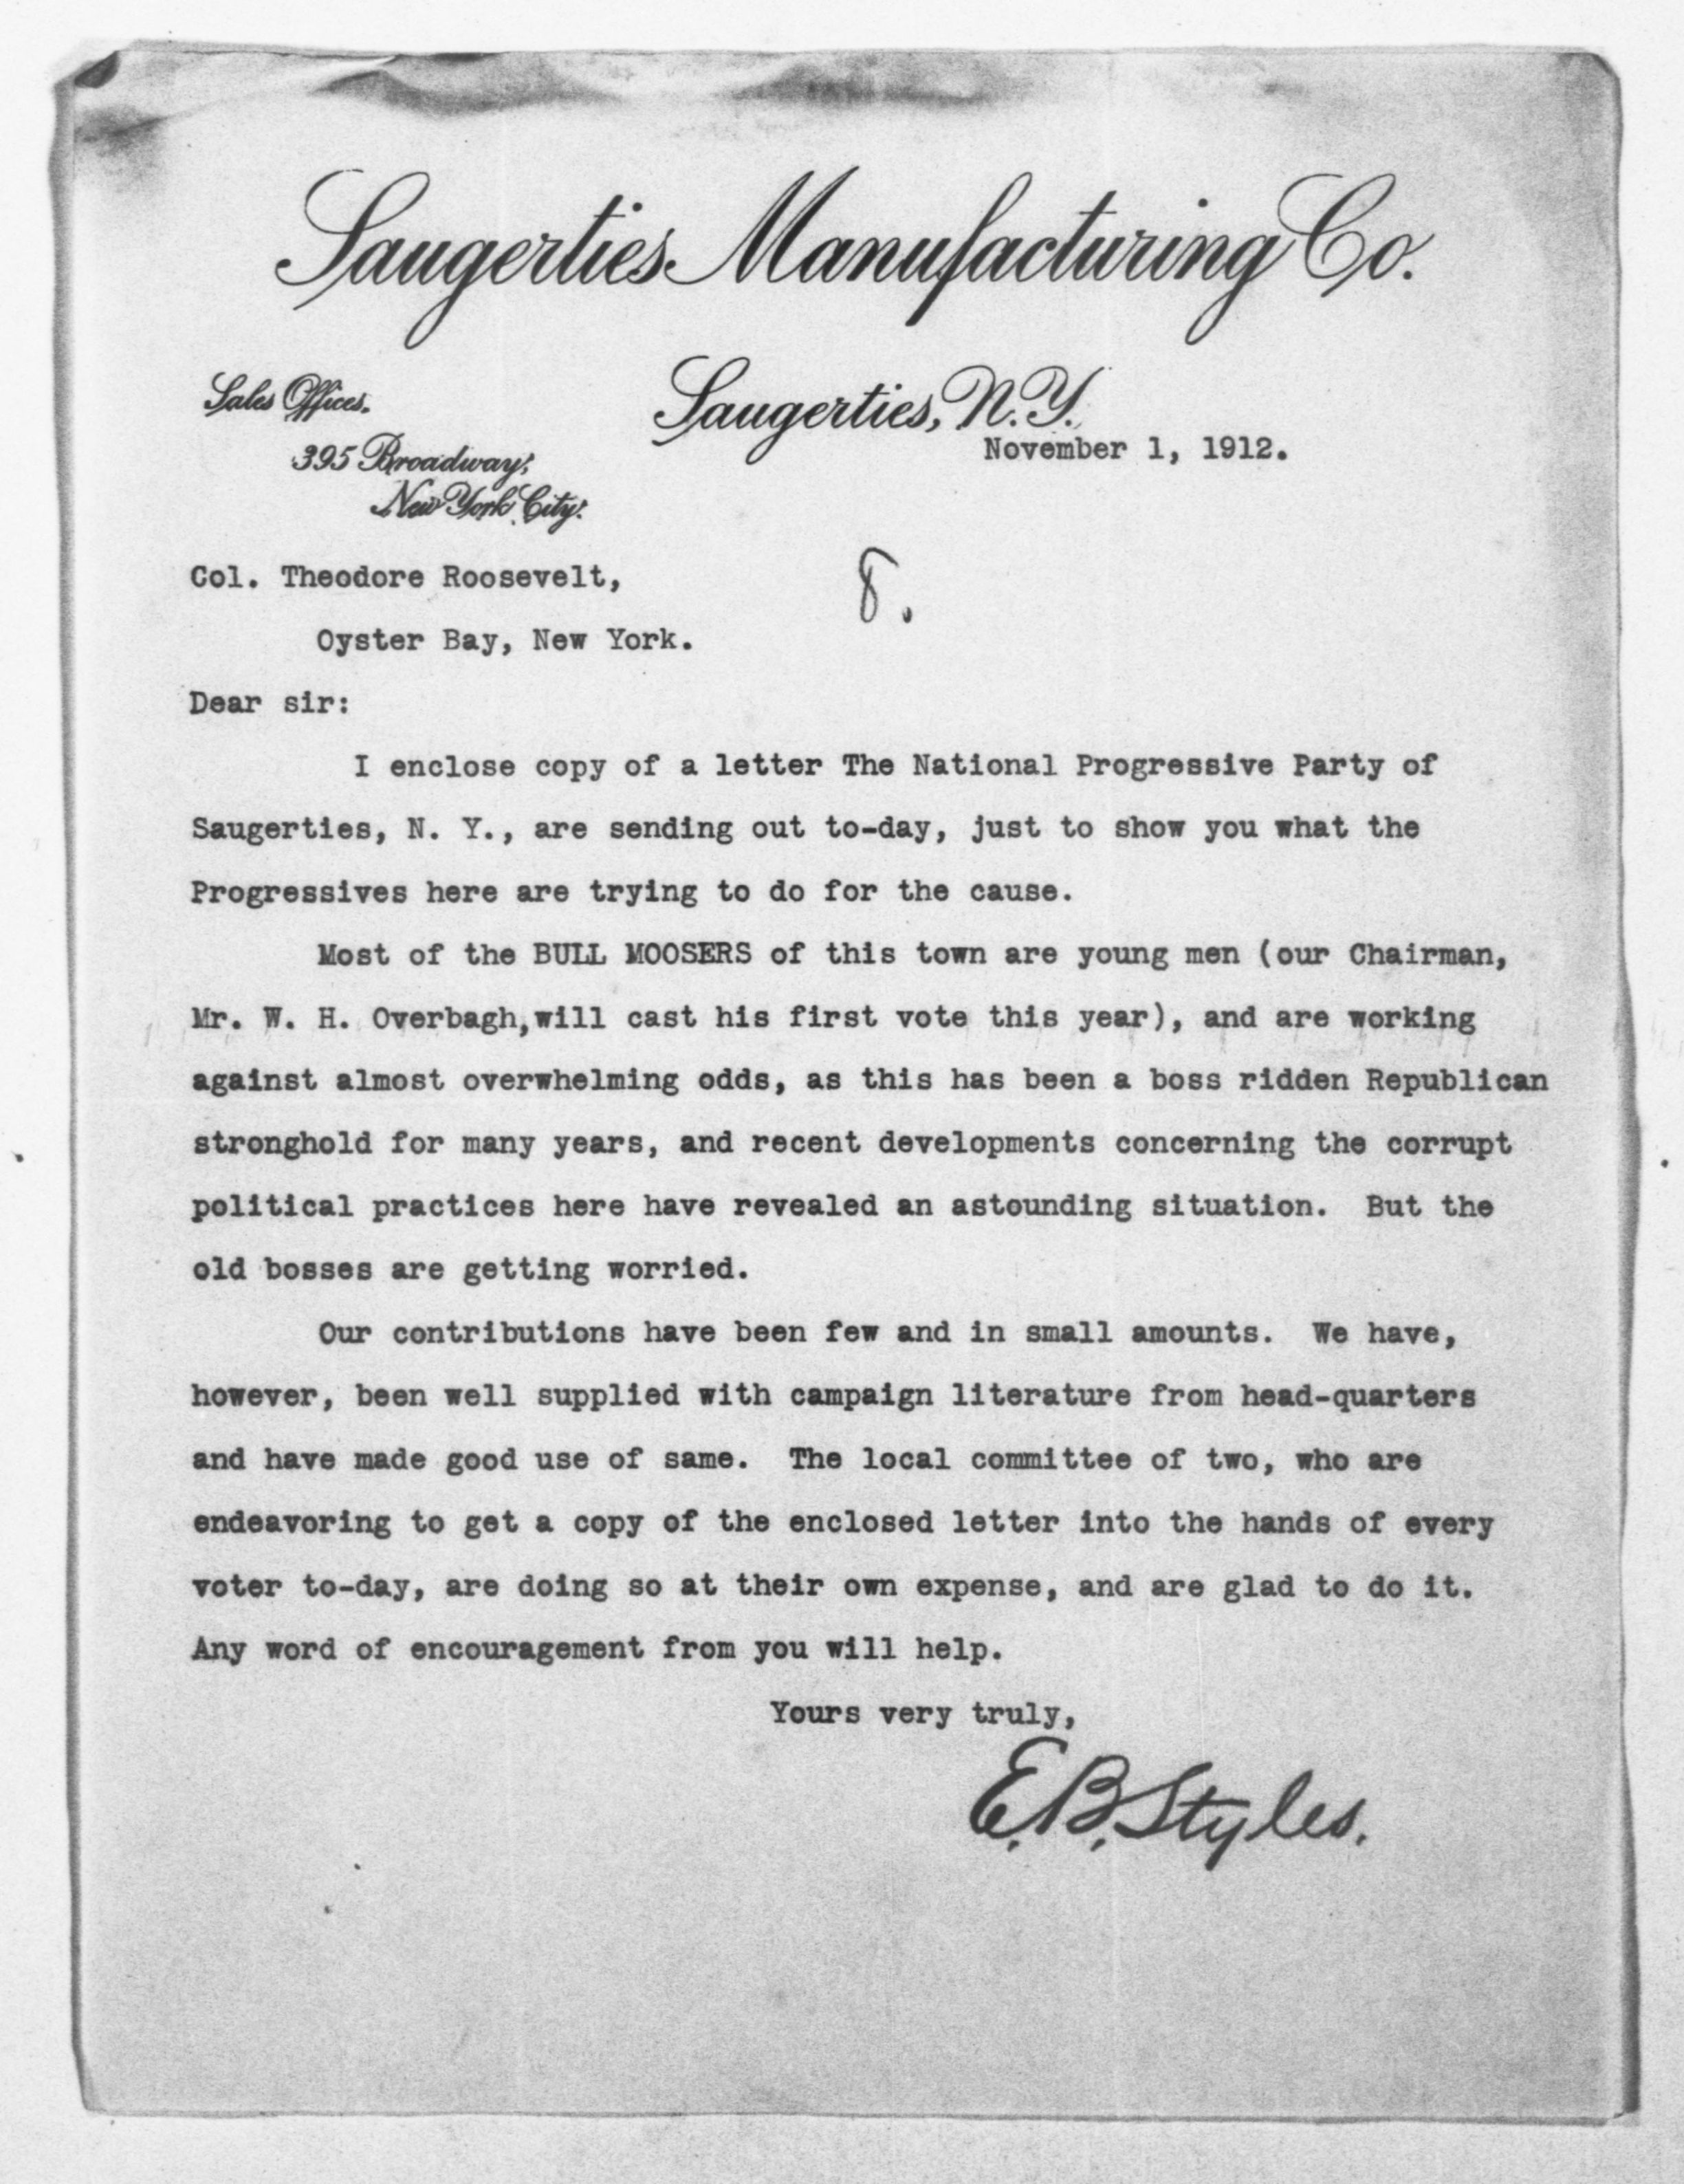 Saugerties Manufacturing Co.
Sales Offices.
395 Broadway,
New York City.
Saugerties, N.Y.
November 1, 1912.
8.
Col. Theodore Roosevelt,
Oyster Bay, New York.
Dear sir:
I enclose copy of a letter The National Progressive Party of
Saugerties, N. Y., are sending out to-day, just to show you what the
Progressives here are trying to do for the cause.
Most of the BULL MOOSERS of this town are young men (our Chairman,
Mr. W. H. Overbagh,will cast his first vote this year), and are working
against almost overwhelming odds, as this has been a boss ridden Republican
stronghold for many years, and recent developments concerning the corrupt
political practices here have revealed an astounding situation. But the
old bosses are getting worried.
Our contributions have been few and in small amounts. We have,
however, been well supplied with campaign literature from head-quarters
and have made good use of same. The local committee of two, who are
endeavoring to get a copy of the enclosed letter into the hands of every
voter to-day, are doing so at their own expense, and are glad to do it.
Any word of encouragement from you will help.
Yours very truly,
E.B. Styles.